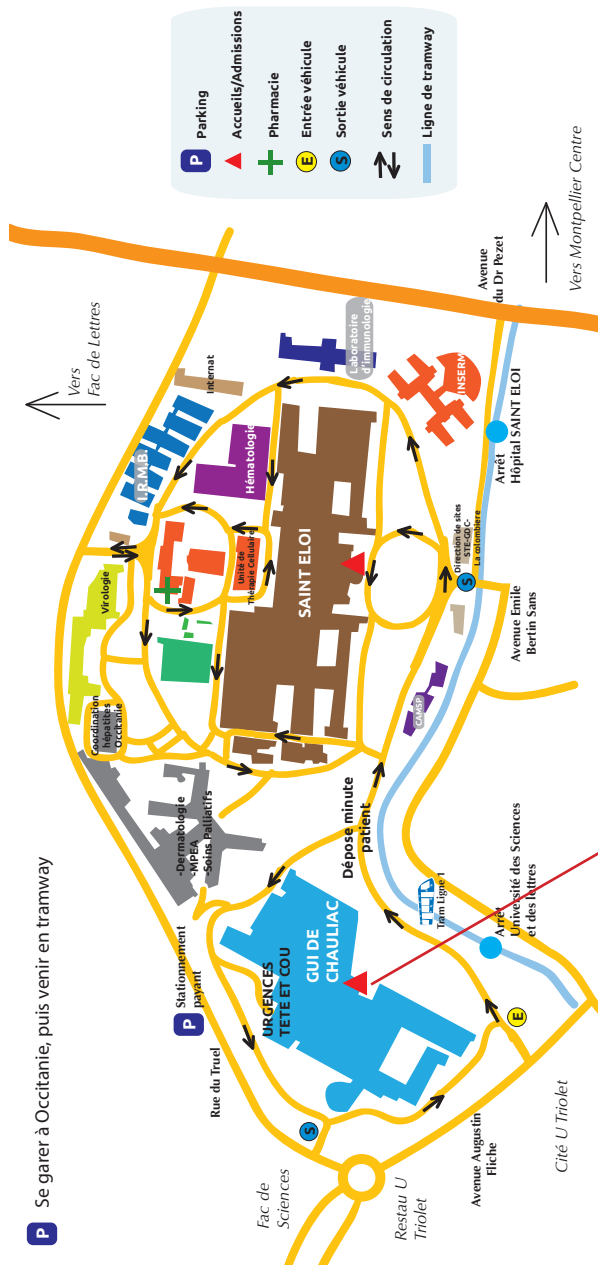 P Se garer à Occitanie, puis venir en tramway
P Parking
Accueils/Admissions
Pharmacie
E Entrée véhicule
S Sortie véhicule
Sens de circulation
Ligne de tramway
Vers
Fac de Lettres
Internat
I.R.M.B.
Virologie
Coordination
hépatites
Occitanie
-Dermatologie
-MPEA
-Soins Palliatifs
Hématologie
Unité de
Thérapie Cellulaire
SAINT ELOI
Laboratoire
d'immunologie
INSERM
Stationnement
payant
P
Rue du Truel
URGENCES
TETE ET COU
GUI DE
CHAULIAC
Dépose minute
patient
CAMSP
Direction de sites
STE-GDC-
La colombière
S
Arrêt
Hôpital SAINT ELOI
Avenue
du Dr Pezet
Vers Montpellier Centre
Avenue Emile
Bertin Sans
Tram Ligne 1
Arrêt
Université des Sciences
et des lettres
E
S
Fac de
Sciences
Restau U
Triolet
Avenue Augustin
Fliche
Cité U Triolet